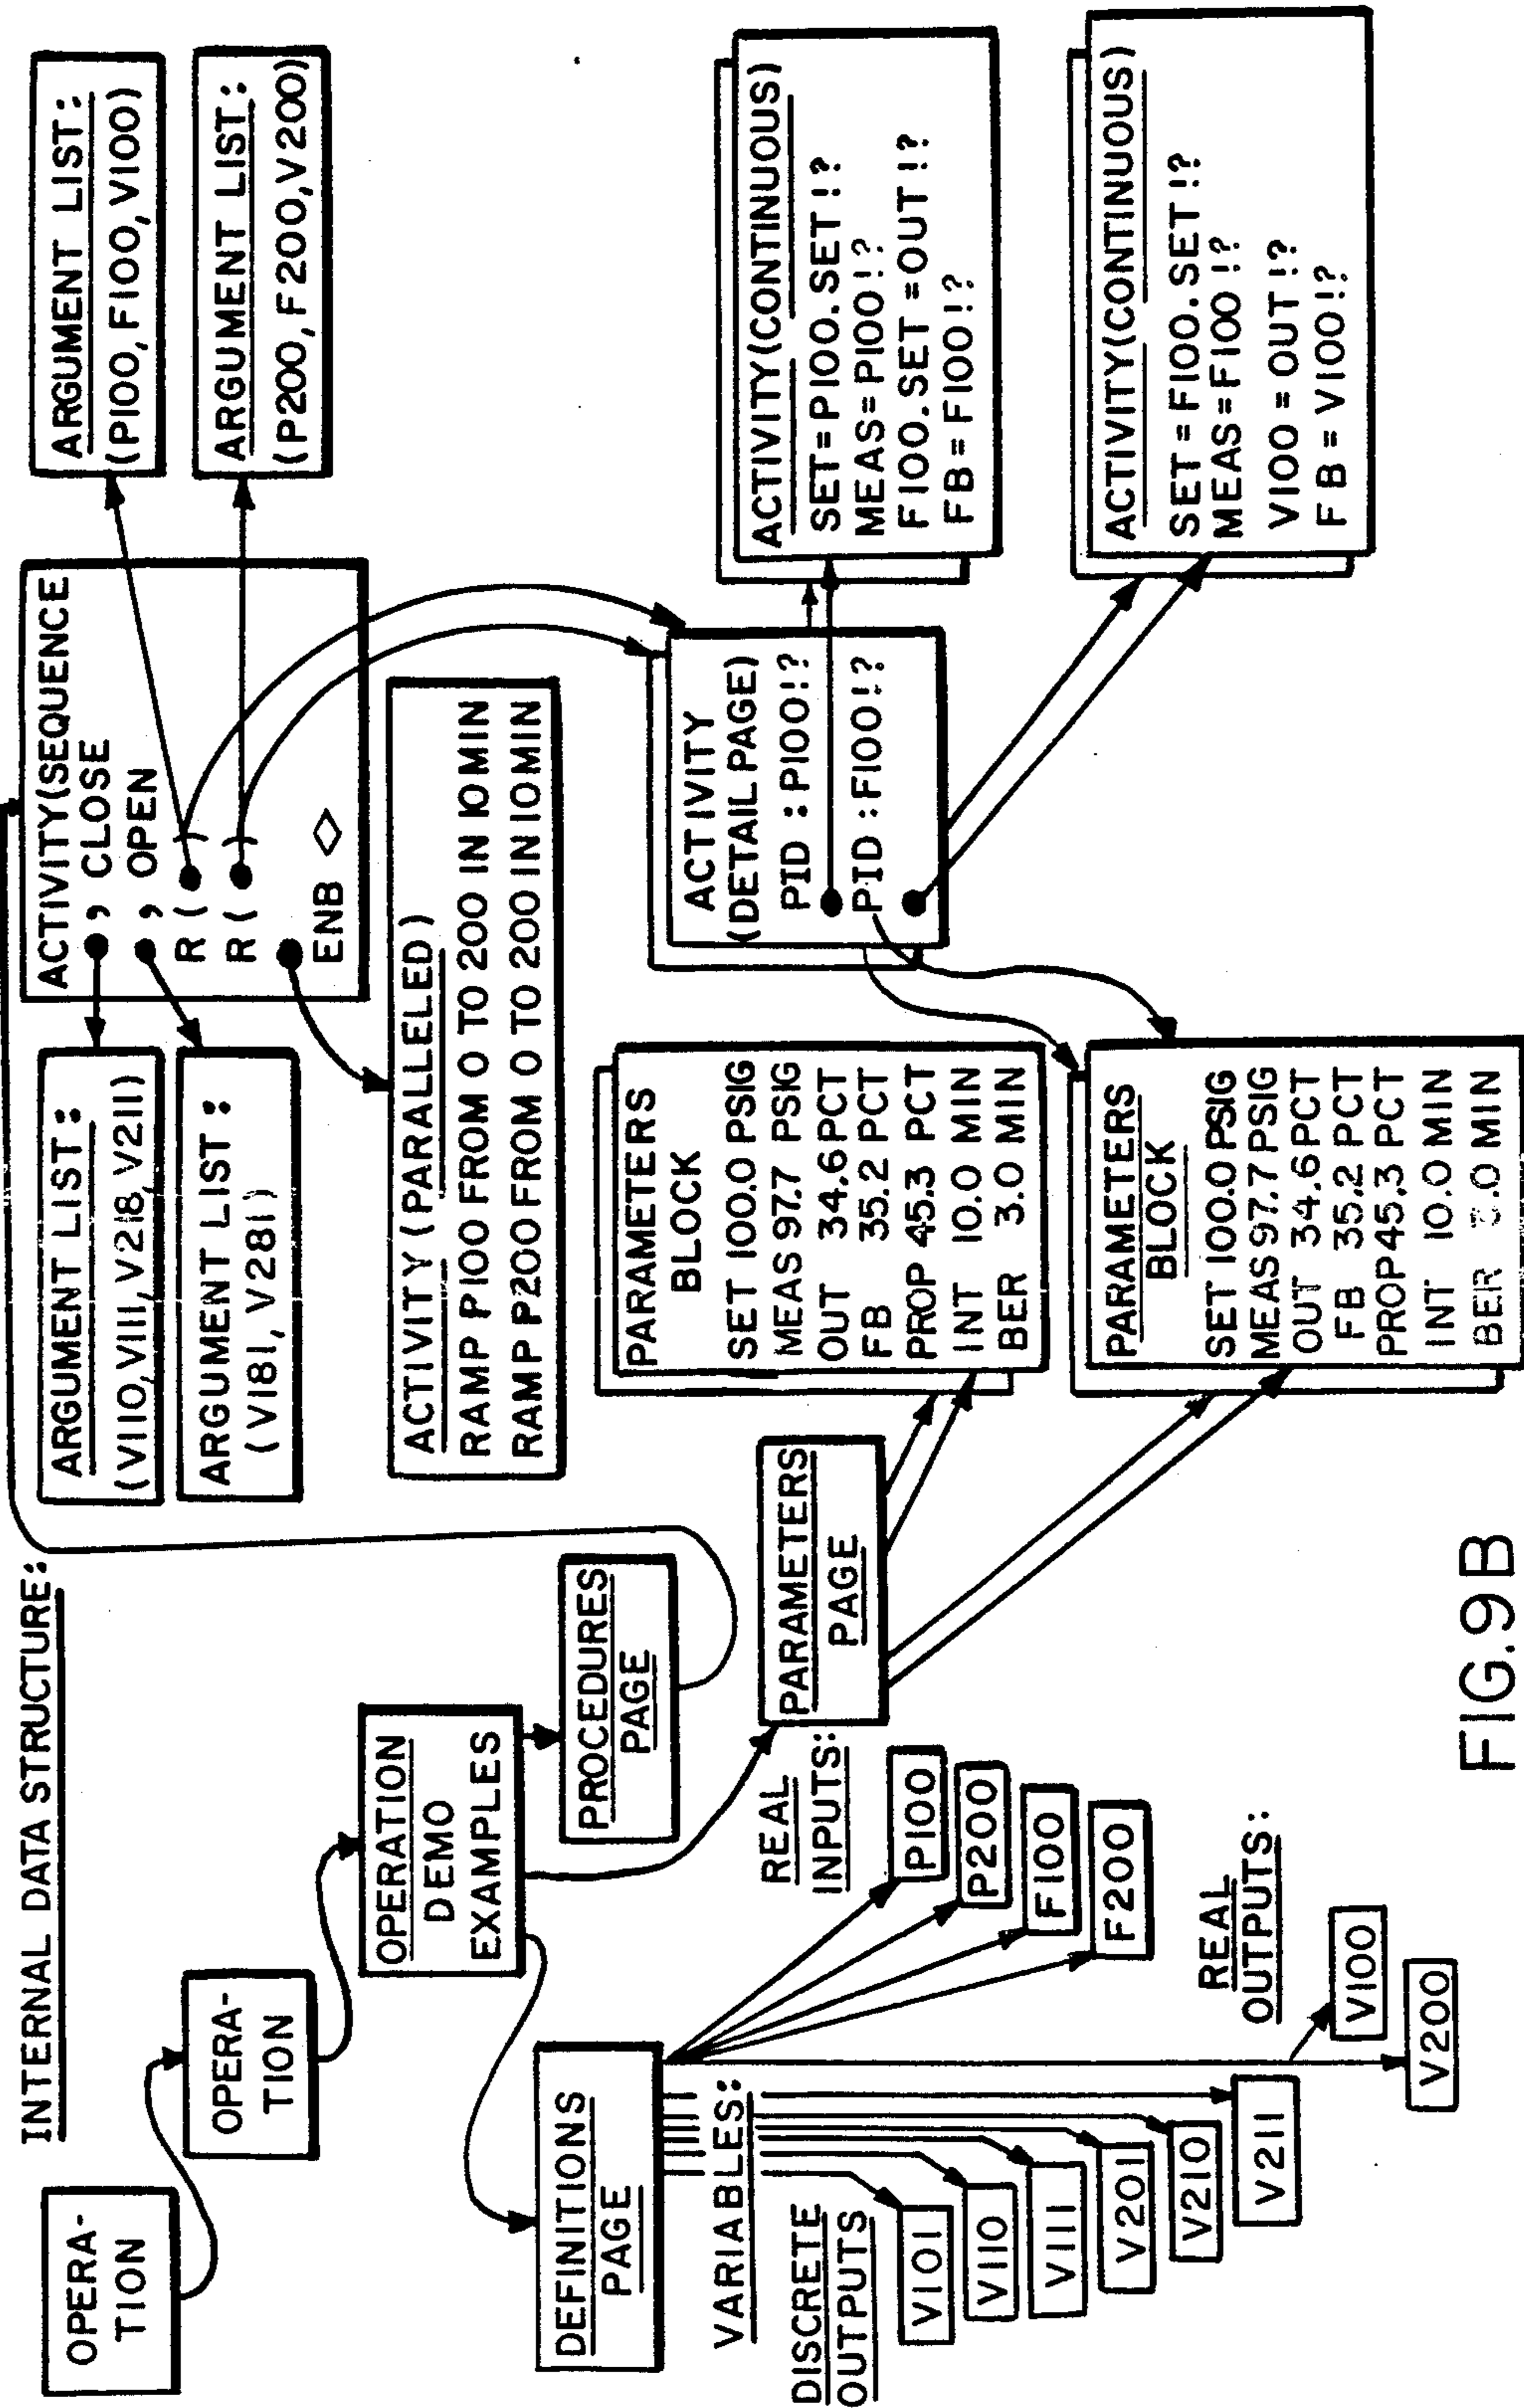 INTERNAL DATA STRUCTURE:
OPERA-
TION
OPERA-
TION
OPERATION
DEMO
EXAMPLES
PROCEDURES
PAGE
DEFINITIONS
PAGE
PARAMETERS
PAGE
VARIABLES:
DISCRETE
OUTPUTS
V101
V110
V111
V201
V210
V211
REAL
INPUTS:
P100
P200
F100
F200
REAL
OUTPUTS:
V100
V200
ARGUMENT LIST:
(V110, V111, V218, V211)
ARGUMENT LIST:
(V181, V281)
ACTIVITY(SEQUENCE
, CLOSE
, OPEN
R( )
R( )
ENB <>
ARGUMENT LIST:
(P100, F100, V100)
ARGUMENT LIST:
(P200, F200, V200)
ACTIVITY (PARALLELED)
RAMP P100 FROM 0 TO 200 IN 10 MIN
RAMP P200 FROM 0 TO 200 IN 10 MIN
PARAMETERS
BLOCK
SET 100.0 PSIG
MEAS 97.7 PSIG
OUT 34.6 PCT
FB 35.2 PCT
PROP 45.3 PCT
INT 10.0 MIN
BER 3.0 MIN
PARAMETERS
BLOCK
SET 100.0 PSIG
MEAS 97.7 PSIG
OUT 34.6 PCT
FB 35.2 PCT
PROP 45.3 PCT
INT 10.0 MIN
BER 3.0 MIN
ACTIVITY
(DETAIL PAGE)
PID : P100!?
PID : F100!?
ACTIVITY(CONTINUOUS)
SET=P100.SET!?
MEAS=P100!?
F100.SET=OUT!?
FB=F100!?
ACTIVITY(CONTINUOUS)
SET=F100.SET!?
MEAS=F100!?
V100=OUT!?
FB=V100!?
FIG.9B